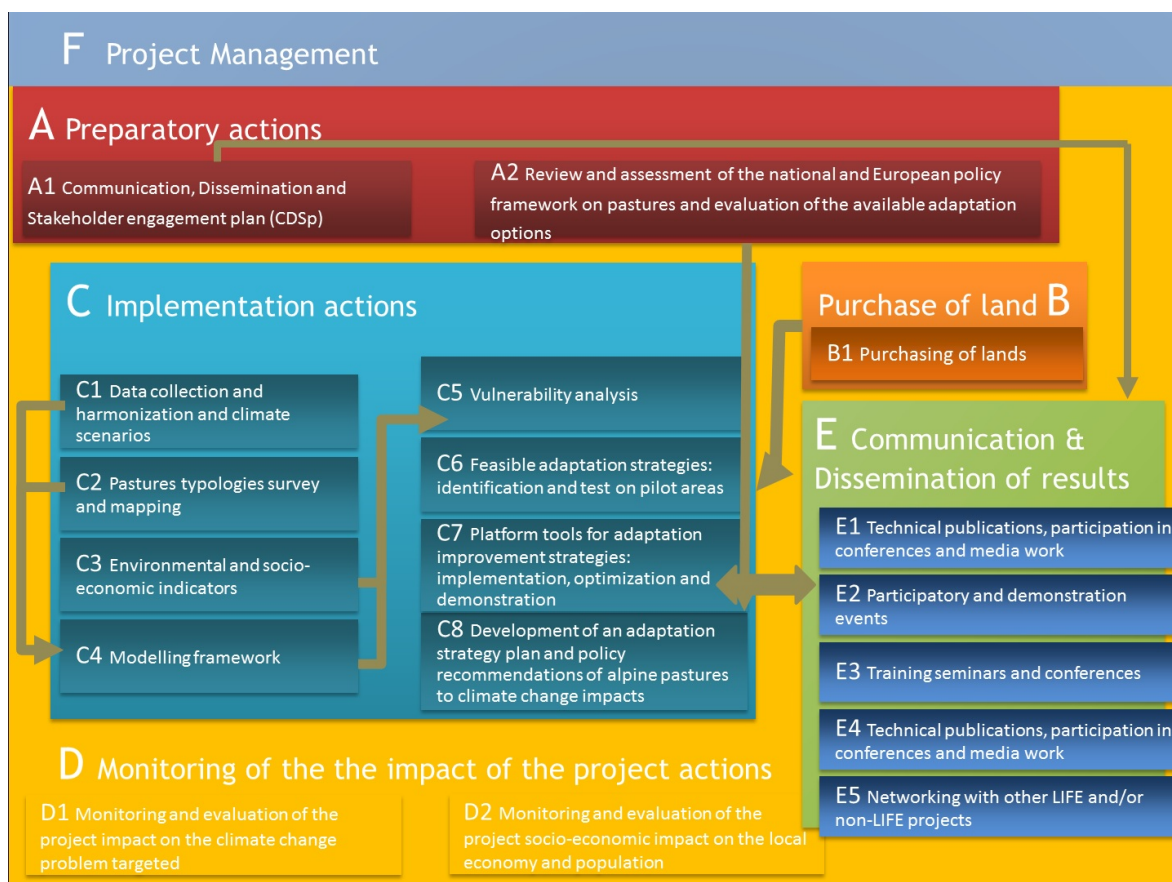 F Project Management
A Preparatory actions
A1 Communication, Dissemination and
Stakeholder engagement plan (CDSp)
A2 Review and assessment of the national and European policy
framework on pastures and evaluation of the available adaptation
options
C Implementation actions
C1 Data collection and
harmonization and climate
scenarios
C2 Pastures typologies survey
and mapping
C3 Environmental and socio-
economic indicators
C4 Modelling framework
C5 Vulnerability analysis
C6 Feasible adaptation strategies:
identification and test on pilot areas
C7 Platform tools for adaptation
improvement strategies:
implementation, optimization and
demonstration
C8 Development of an adaptation
strategy plan and policy
recommendations of alpine pastures
to climate change impacts
Purchase of land B
B1 Purchasing of lands
E Communication &
Dissemination of results
E1 Technical publications, participation in
conferences and media work
E2 Participatory and demonstration
events
E3 Training seminars and conferences
E4 Technical publications, participation in
conferences and media work
E5 Networking with other LIFE and/or
non-LIFE projects
D Monitoring of the the impact of the project actions
D1 Monitoring and evaluation of the
project impact on the climate change
problem targeted
D2 Monitoring and evaluation of the
project socio-economic impact on the local
economy and population